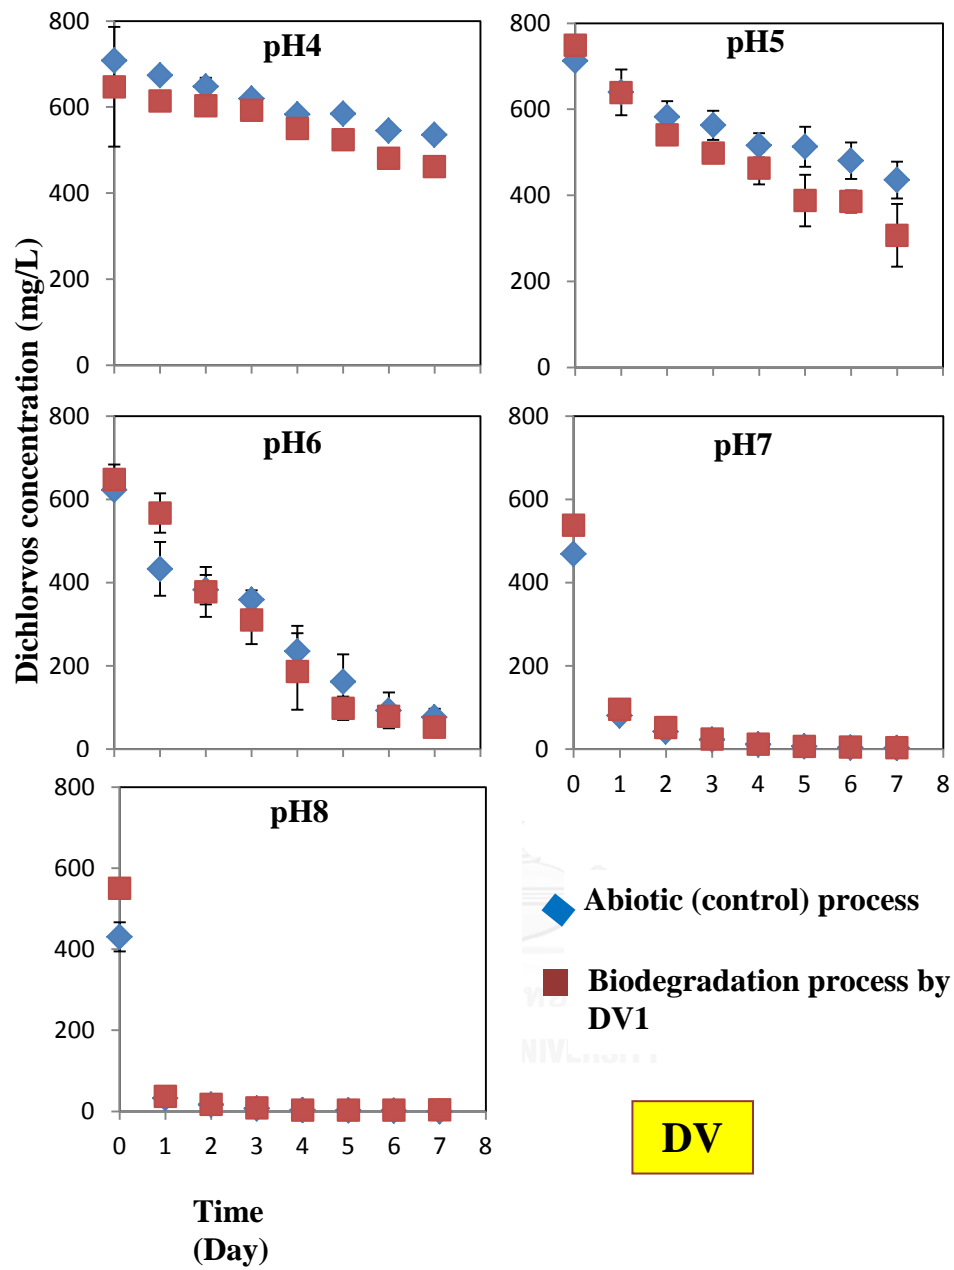 Dichlorvos concentration (mg/L)
pH4
800
600
400
200
0
pH5
800
600
400
200
0
pH6
800
600
400
200
0
pH7
800
600
400
200
0
0 1 2 3 4 5 6 7 8
pH8
800
600
400
200
0
0 1 2 3 4 5 6 7 8
Time
(Day)
Abiotic (control) process
Biodegradation process by
DV1
DV